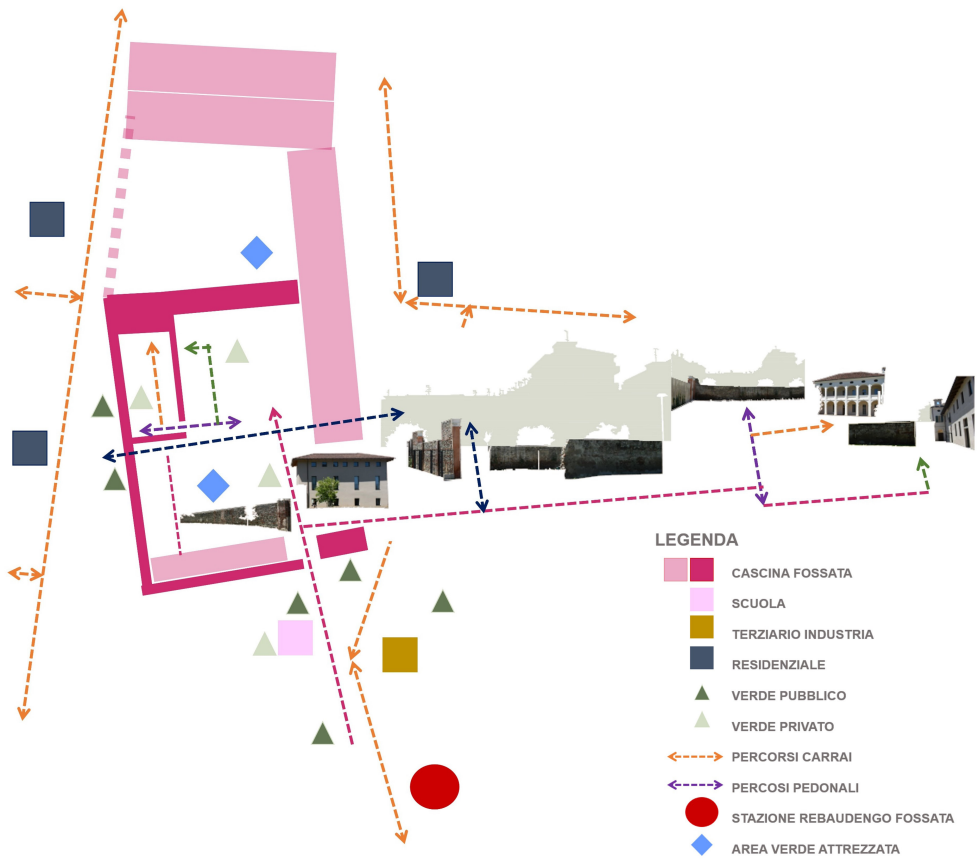 LEGENDA
CASCINA FOSSATA
SCUOLA
TERZIARIO INDUSTRIA
RESIDENZIALE
VERDE PUBBLICO
VERDE PRIVATO
PERCORSI CARRAI
PERCOSI PEDONALI
STAZIONE REBAUDENGO FOSSATA
AREA VERDE ATTREZZATA